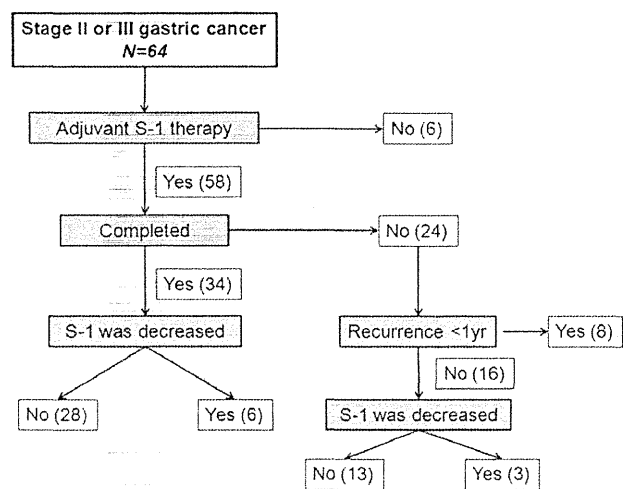 Stage II or III gastric cancer
N=64
Adjuvant S-1 therapy
No (6)
Yes (58)
Completed
No (24)
Yes (34)
S-1 was decreased
Recurrence <1yr
Yes (8)
No (16)
No (28)
Yes (6)
S-1 was decreased
No (13)
Yes (3)